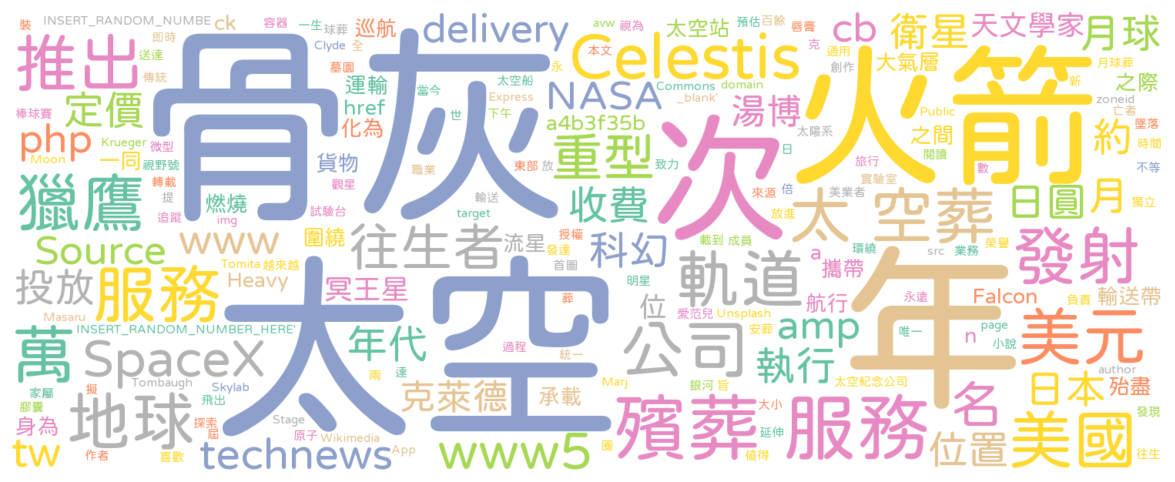 裝 INSERT_RANDOM_NUMBE ck 容器 一生 球葬 巡航 delivery avw 視為 太空站 預估 百餘 唇膏 cb 衛星 天文學家 月球
推出 送達 即時 Clyde 全 Celestis 本文 克 通用 大氣層 月球葬
傳統 墓園 永 創作 新 之際
定價 骨灰 運輸 當今 太空船 NASA Commons domain 火箭 zoneid
棒球賽 href 世 Express _blank' 湯博 Public 亡者
php Krueger 微型 化為 下午 a4b3f35b 太陽系 之間 約 墜落
Moon 一同 視野號 貨物 東部 放 重型 致力 日 次 旅行 閱讀 時間
獵鷹 轉載 提 觀星 職業 輸送 來源 倍 實驗室 數 不等
追蹤 燃燒 試驗台 target 收費 放進 美業者 日圓 月 獨立
img 圍繞 授權 載到 成員 太 空葬 榮譽
Source www 往生者 流星 發達 科幻 環繞 src 業務 發射
Tomita 越來越 首圖 明星 軌道 a 攜帶
投放 服務 Heavy 冥王星 葬 位 愛范兒 Unsplash 航行 永遠 Falcon 負責 輸送帶
Masaru INSERT_RANDOM_NUMBER_HERE' 太空 安葬 amp 唯一 n page 美元
萬 SpaceX 年代 過程 統一 公司 執行 年 小說
家屬 Tombaugh 擬 Skylab 兩 達 克萊德 承載 Marj 銀河 旨 太空紀念公司 author 殆盡
膠囊 飛出 日本 發現
身為 地球 探索 屆 Stage 殯葬 大小 服務 名
作者 原子 Wikimedia 團 延伸 位置 美國
tw 喜歡 technews App www5 值得 往生